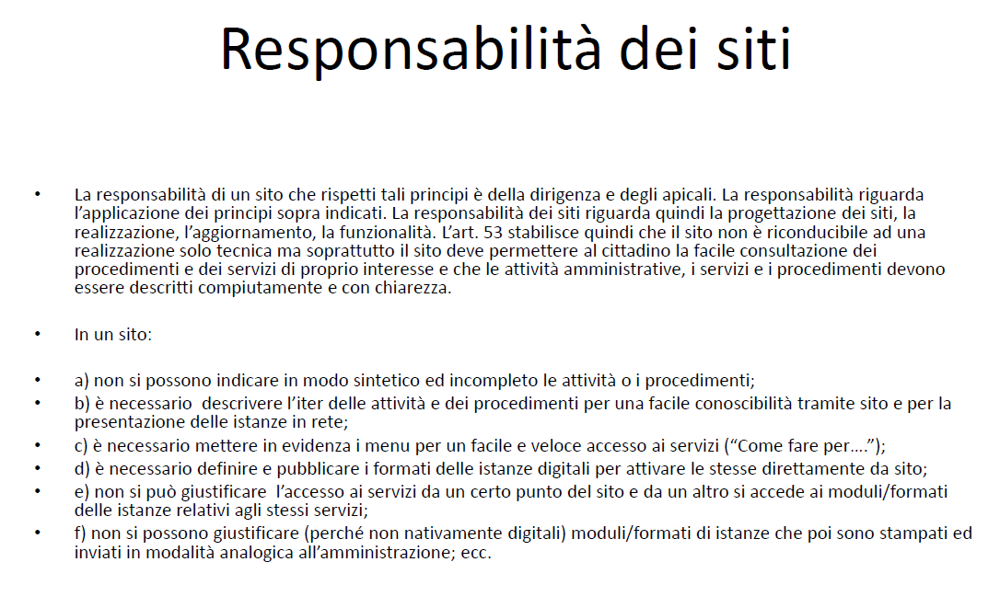 Responsabilità dei siti
• La responsabilità di un sito che rispetti tali principi è della dirigenza e degli apicali. La responsabilità riguarda
l’applicazione dei principi sopra indicati. La responsabilità dei siti riguarda quindi la progettazione dei siti, la
realizzazione, l’aggiornamento, la funzionalità. L’art. 53 stabilisce quindi che il sito non è riconducibile ad una
realizzazione solo tecnica ma soprattutto il sito deve permettere al cittadino la facile consultazione dei
procedimenti e dei servizi di proprio interesse e che le attività amministrative, i servizi e i procedimenti devono
essere descritti compiutamente e con chiarezza.
• In un sito:
• a) non si possono indicare in modo sintetico ed incompleto le attività o i procedimenti;
• b) è necessario  descrivere l’iter delle attività e dei procedimenti per una facile conoscibilità tramite sito e per la
presentazione delle istanze in rete;
• c) è necessario mettere in evidenza i menu per un facile e veloce accesso ai servizi (“Come fare per….”);
• d) è necessario definire e pubblicare i formati delle istanze digitali per attivare le stesse direttamente da sito;
• e) non si può giustificare  l’accesso ai servizi da un certo punto del sito e da un altro si accede ai moduli/formati
delle istanze relativi agli stessi servizi;
• f) non si possono giustificare (perché non nativamente digitali) moduli/formati di istanze che poi sono stampati ed
inviati in modalità analogica all’amministrazione; ecc.